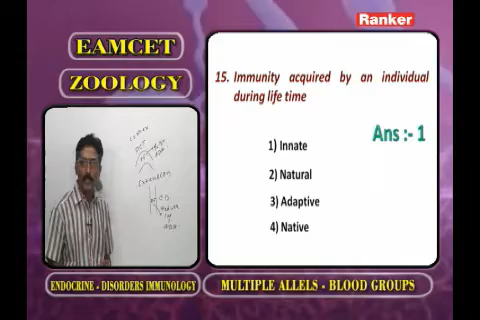 Ranker
EAMCET
ZOOLOGY
15. Immunity acquired by an individual
during life time
Ans :- 1
1) Innate
2) Natural
3) Adaptive
4) Native
ENDOCRINE - DISORDERS IMMUNOLOGY
MULTIPLE ALLELS - BLOOD GROUPS